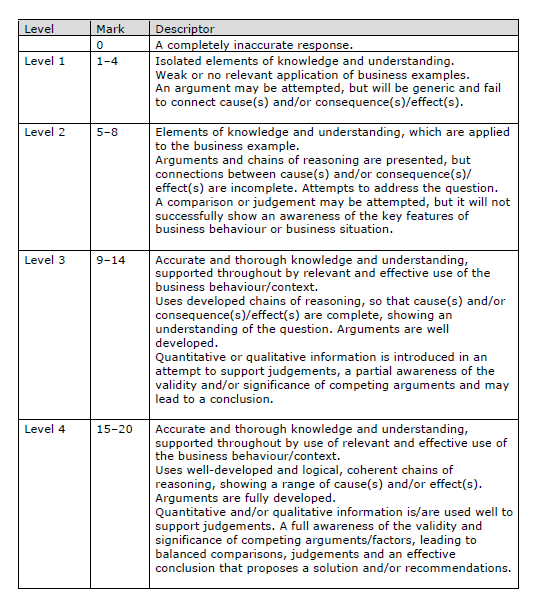 Level Mark Descriptor
0 A completely inaccurate response.
Level 1 1–4 Isolated elements of knowledge and understanding.
Weak or no relevant application of business examples.
An argument may be attempted, but will be generic and fail
to connect cause(s) and/or consequence(s)/effect(s).
Level 2 5–8 Elements of knowledge and understanding, which are applied
to the business example.
Arguments and chains of reasoning are presented, but
connections between cause(s) and/or consequence(s)/
effect(s) are incomplete. Attempts to address the question.
A comparison or judgement may be attempted, but it will not
successfully show an awareness of the key features of
business behaviour or business situation.
Level 3 9–14 Accurate and thorough knowledge and understanding,
supported throughout by relevant and effective use of the
business behaviour/context.
Uses developed chains of reasoning, so that cause(s) and/or
consequence(s)/effect(s) are complete, showing an
understanding of the question. Arguments are well
developed.
Quantitative or qualitative information is introduced in an
attempt to support judgements, a partial awareness of the
validity and/or significance of competing arguments and may
lead to a conclusion.
Level 4 15–20 Accurate and thorough knowledge and understanding,
supported throughout by use of relevant and effective use of
the business behaviour/context.
Uses well-developed and logical, coherent chains of
reasoning, showing a range of cause(s) and/or effect(s).
Arguments are fully developed.
Quantitative and/or qualitative information is/are used well to
support judgements. A full awareness of the validity and
significance of competing arguments/factors, leading to
balanced comparisons, judgements and an effective
conclusion that proposes a solution and/or recommendations.